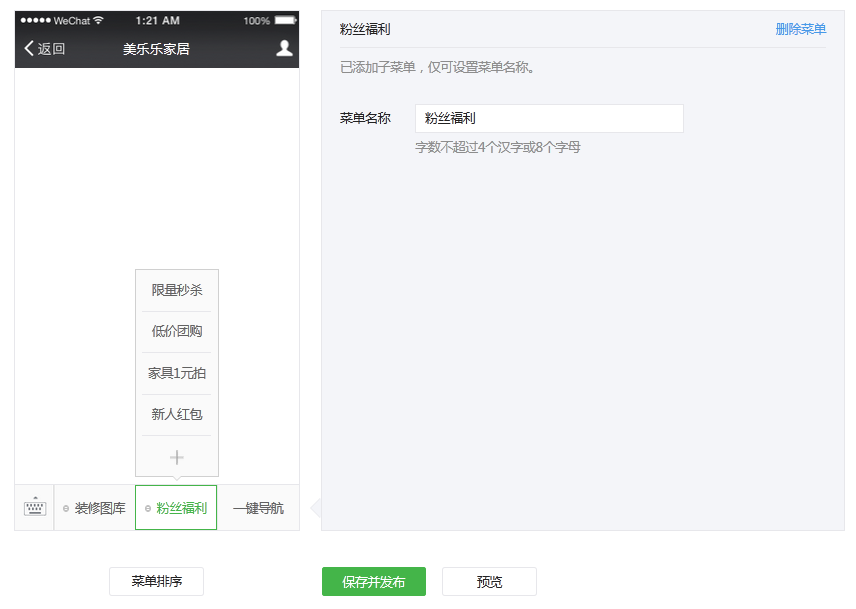 WeChat 1:21 AM 100%
返回 美乐乐家居
限量秒杀
低价团购
家具1元拍
新人红包
+
装修图库 粉丝福利 一键导航
菜单排序
粉丝福利 删除菜单
已添加子菜单，仅可设置菜单名称。
菜单名称 粉丝福利
字数不超过4个汉字或8个字母
保存并发布 预览